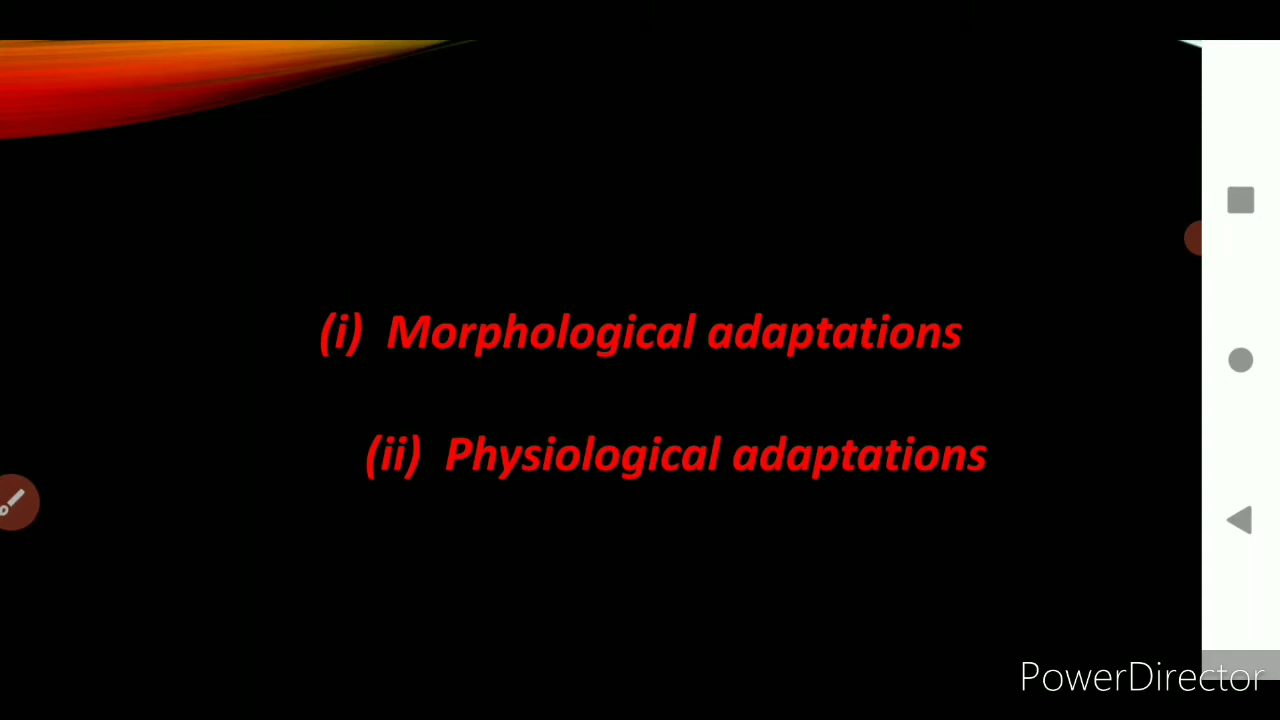 (i) Morphological adaptations
(ii) Physiological adaptations
PowerDirector